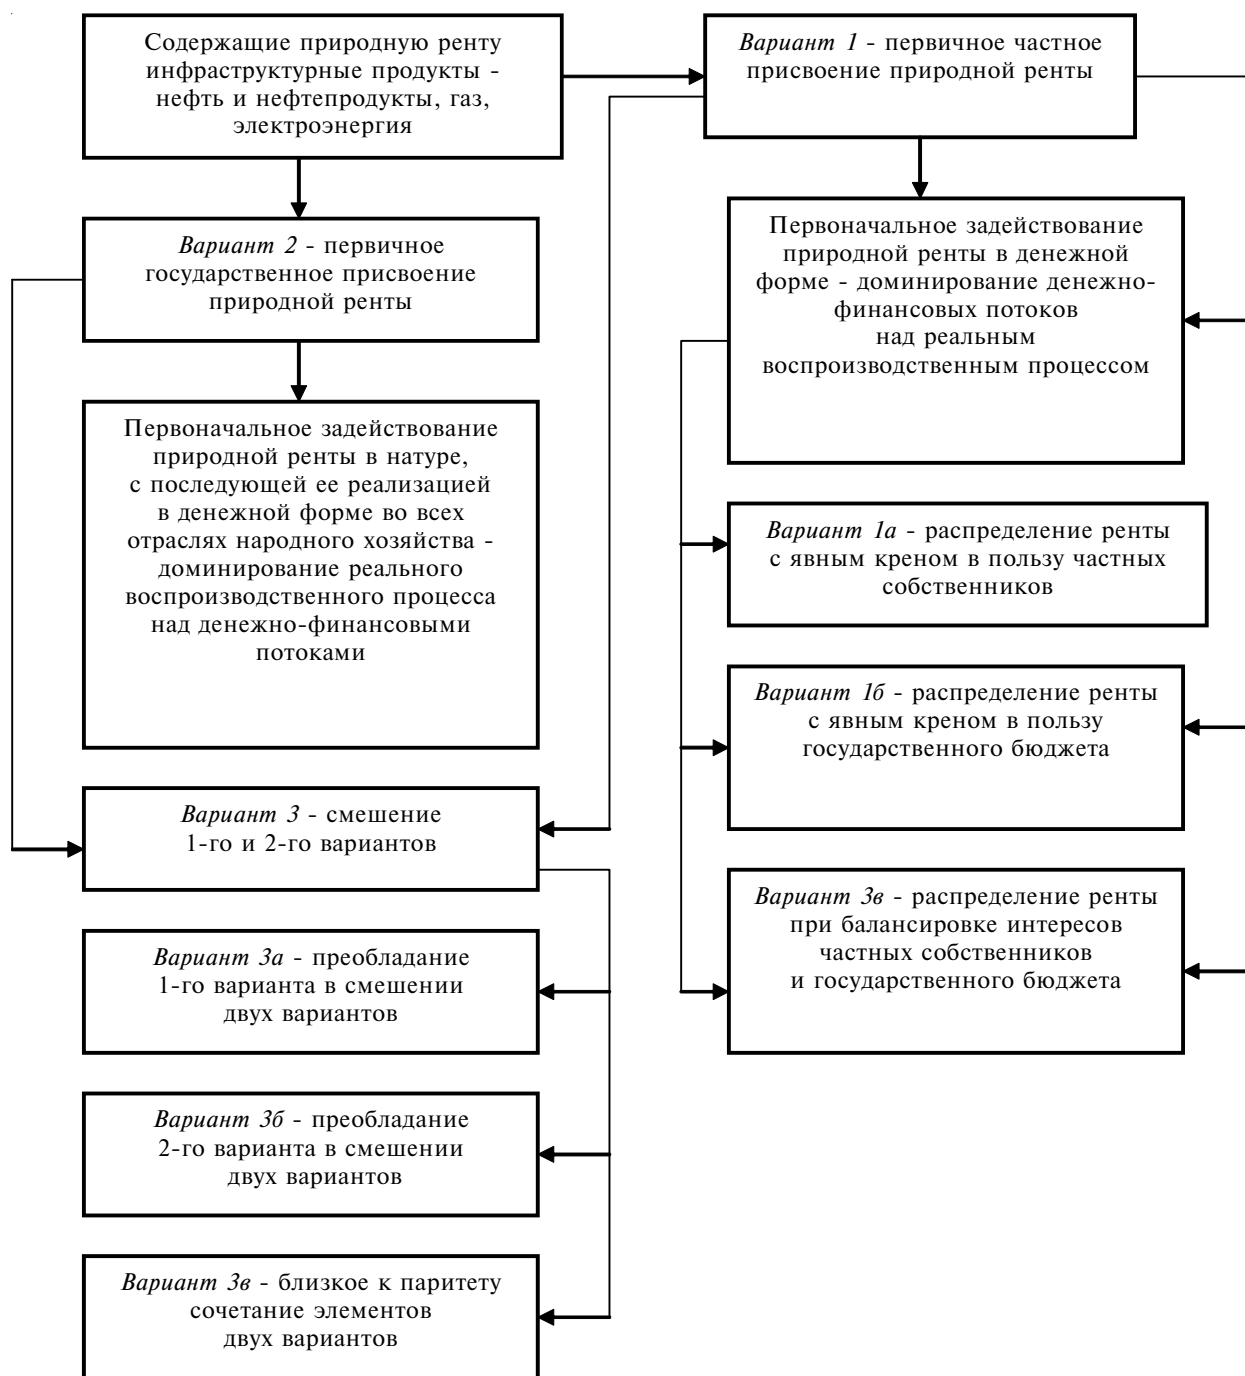 Содержащие природную ренту
инфраструктурные продукты -
нефть и нефтепродукты, газ,
электроэнергия
Вариант 1 - первичное частное
присвоение природной ренты
Вариант 2 - первичное
государственное присвоение
природной ренты
Первоначальное задействование
природной ренты в денежной
форме - доминирование денежно-
финансовых потоков
над реальным
воспроизводственным процессом
Первоначальное задействование
природной ренты в натуре,
с последующей ее реализацией
в денежной форме во всех
отраслях народного хозяйства -
доминирование реального
воспроизводственного процесса
над денежно-финансовыми
потоками
Вариант 1а - распределение ренты
с явным креном в пользу частных
собственников
Вариант 1б - распределение ренты
с явным креном в пользу
государственного бюджета
Вариант 3 - смешение
1-го и 2-го вариантов
Вариант 3в - распределение ренты
при балансировке интересов
частных собственников
и государственного бюджета
Вариант 3а - преобладание
1-го варианта в смешении
двух вариантов
Вариант 3б - преобладание
2-го варианта в смешении
двух вариантов
Вариант 3в - близкое к паритету
сочетание элементов
двух вариантов